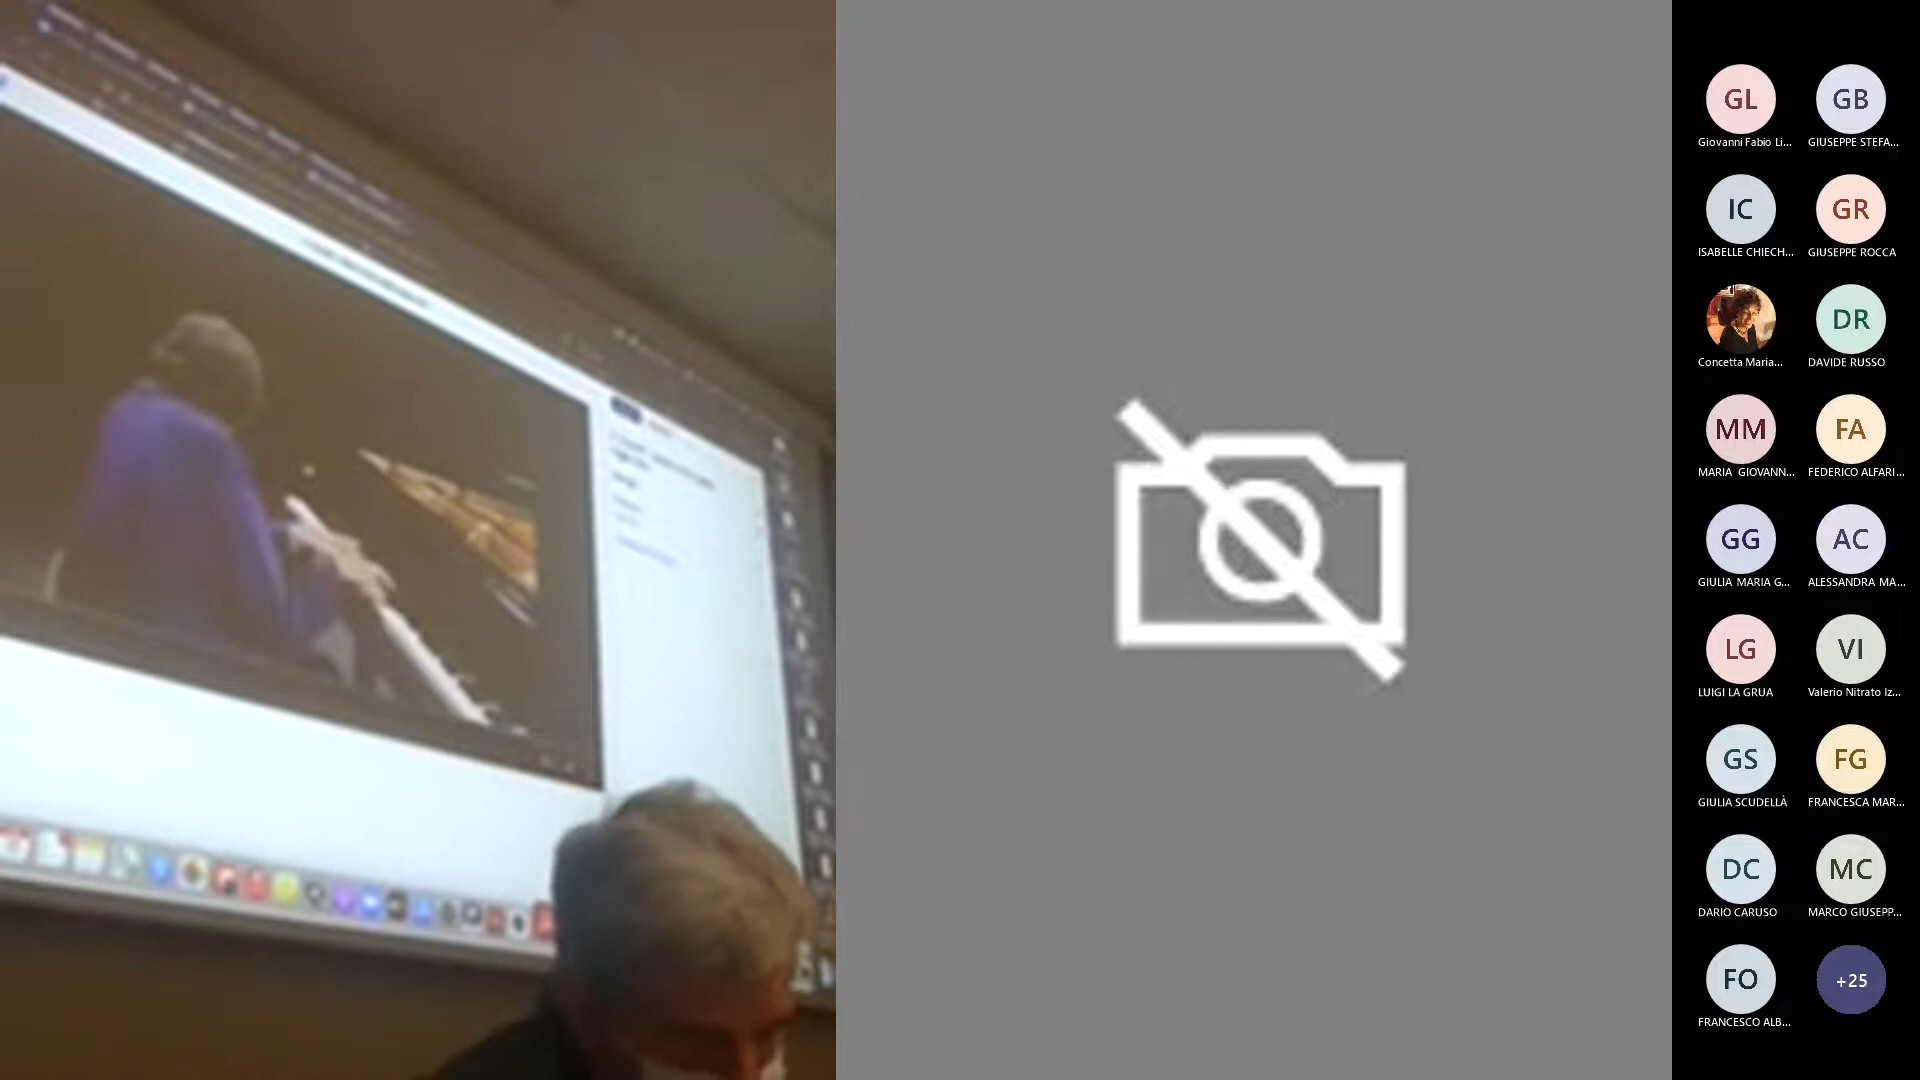 GL GB
Giovanni Fabio Li... GIUSEPPE STEFA...
IC GR
ISABELLE CHIECH... GIUSEPPE ROCCA
DR
Concetta Maria... DAVIDE RUSSO
MM FA
MARIA GIOVANN... FEDERICO ALFARI...
GG AC
GIULIA MARIA G... ALESSANDRA MA...
LG VI
LUIGI LA GRUA Valerio Nitrato Iz...
GS FG
GIULIA SCUDELLÀ FRANCESCA MAR...
DC MC
DARIO CARUSO MARCO GIUSEPP...
FO +25
FRANCESCO ALB...